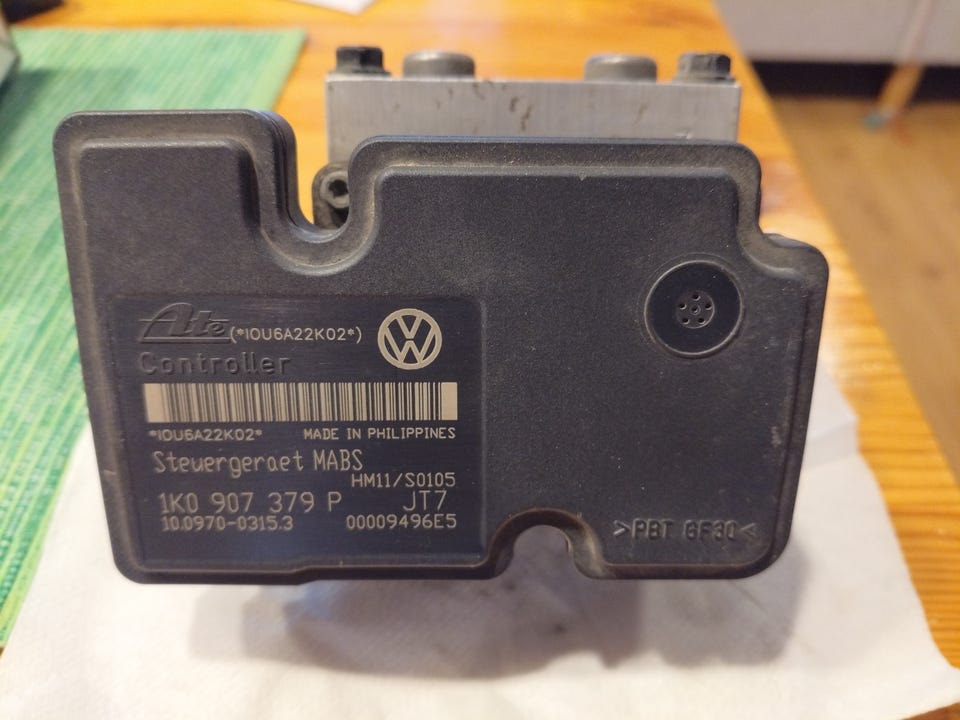 Ate (*IOU6A22K02*)
Controller
*IOU6A22K02* MADE IN PHILIPPINES
Steuergeraet MABS
HM11/S0105
1K0 907 379 P JT7
10.0970-0315.3 00009496E5
>PBT GF30<